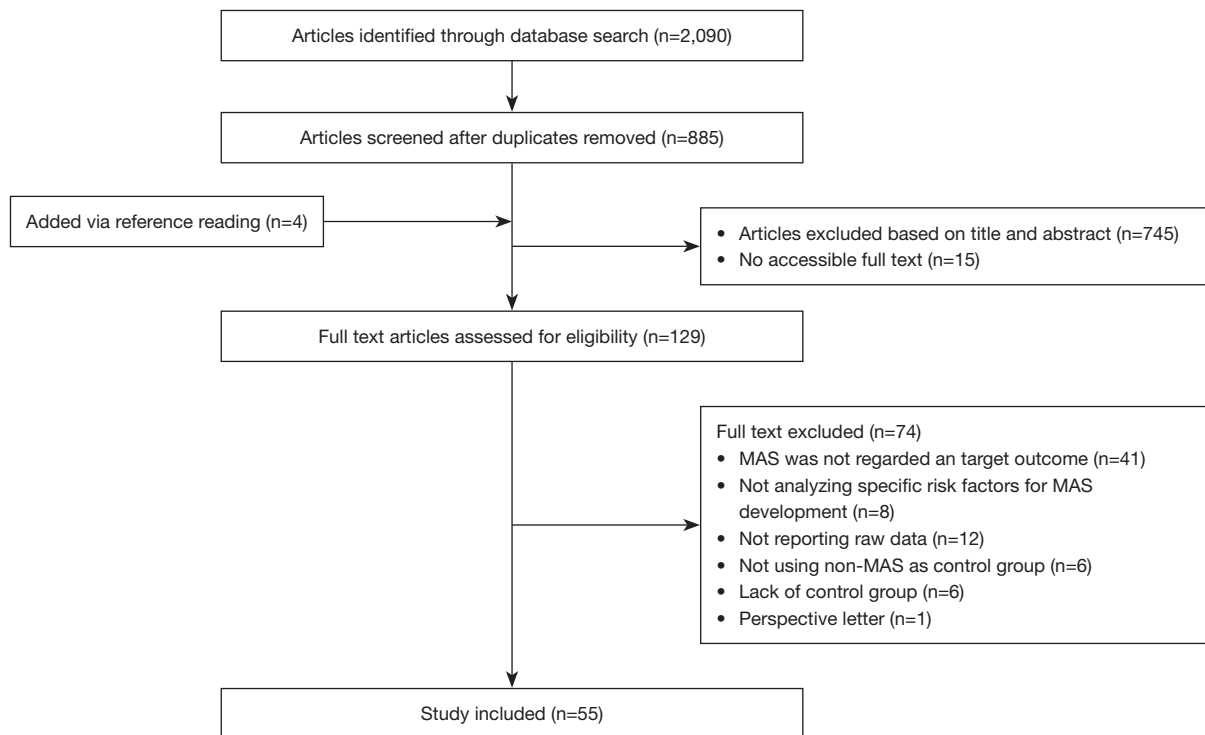 Articles identified through database search (n=2,090)
Articles screened after duplicates removed (n=885)
Added via reference reading (n=4)
• Articles excluded based on title and abstract (n=745)
• No accessible full text (n=15)
Full text articles assessed for eligibility (n=129)
Full text excluded (n=74)
• MAS was not regarded an target outcome (n=41)
• Not analyzing specific risk factors for MAS
development (n=8)
• Not reporting raw data (n=12)
• Not using non-MAS as control group (n=6)
• Lack of control group (n=6)
• Perspective letter (n=1)
Study included (n=55)